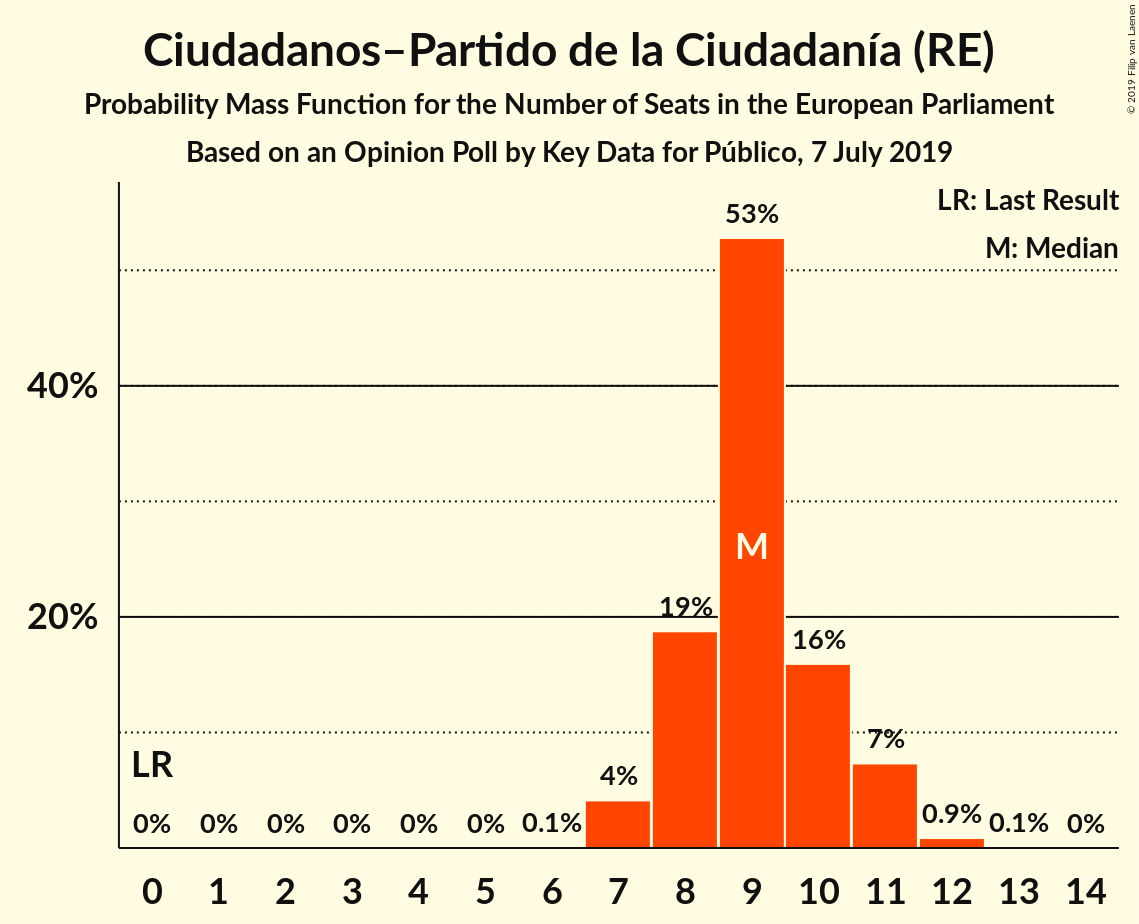 Ciudadanos–Partido de la Ciudadanía (RE)
Probability Mass Function for the Number of Seats in the European Parliament
Based on an Opinion Poll by Key Data for Público, 7 July 2019
© 2019 Filip van Laenen
LR: Last Result
M: Median
53%
40%
M
19%
20%
16%
7%
LR
4%
0% 0% 0% 0% 0% 0% 0.1% 0.9% 0.1% 0%
0 1 2 3 4 5 6 7 8 9 10 11 12 13 14